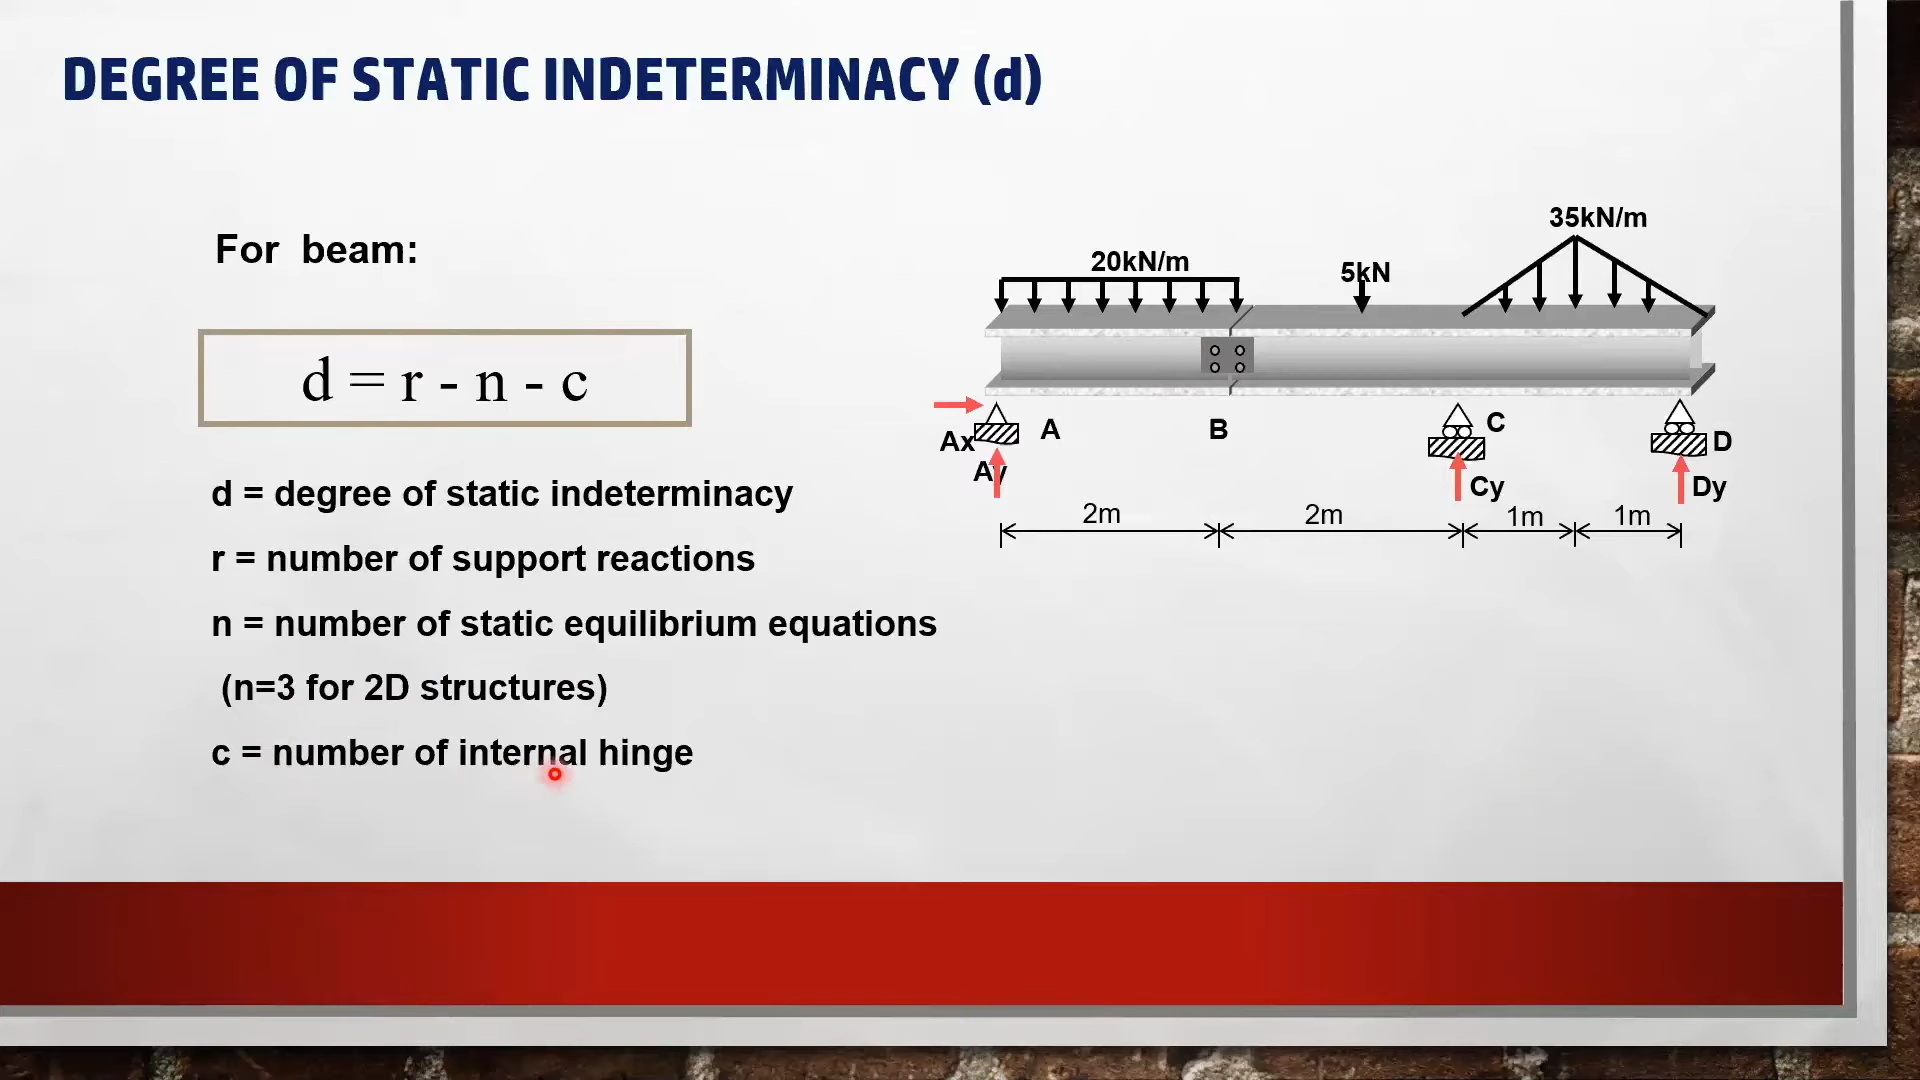 DEGREE OF STATIC INDETERMINACY (d)
For beam:
d = r - n - c
d = degree of static indeterminacy
r = number of support reactions
n = number of static equilibrium equations
(n=3 for 2D structures)
c = number of internal hinge
35kN/m
20kN/m
5kN
A
B
C
D
Ax
Ay
Cy
Dy
2m
2m
1m
1m